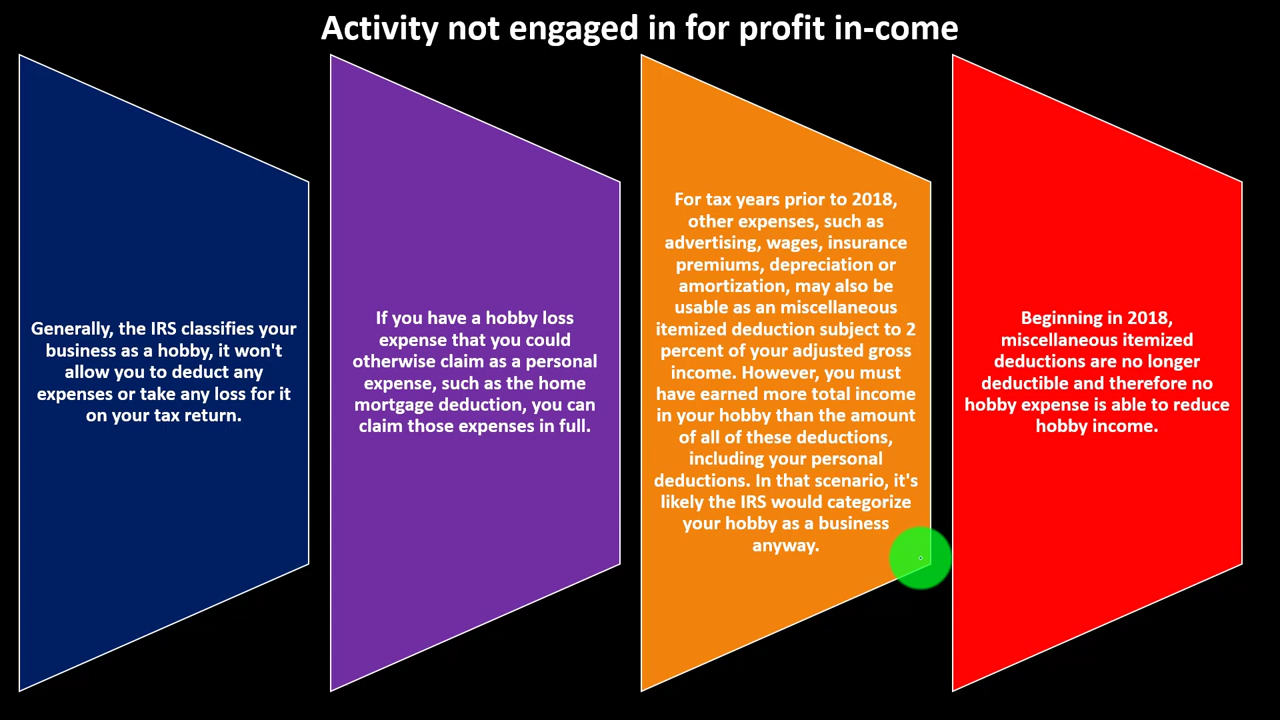 Activity not engaged in for profit in-come
Generally, the IRS classifies your
business as a hobby, it won't
allow you to deduct any
expenses or take any loss for it
on your tax return.
If you have a hobby loss
expense that you could
otherwise claim as a personal
expense, such as the home
mortgage deduction, you can
claim those expenses in full.
For tax years prior to 2018,
other expenses, such as
advertising, wages, insurance
premiums, depreciation or
amortization, may also be
usable as an miscellaneous
itemized deduction subject to 2
percent of your adjusted gross
income. However, you must
have earned more total income
in your hobby than the amount
of all of these deductions,
including your personal
deductions. In that scenario, it's
likely the IRS would categorize
your hobby as a business
anyway.
Beginning in 2018,
miscellaneous itemized
deductions are no longer
deductible and therefore no
hobby expense is able to reduce
hobby income.